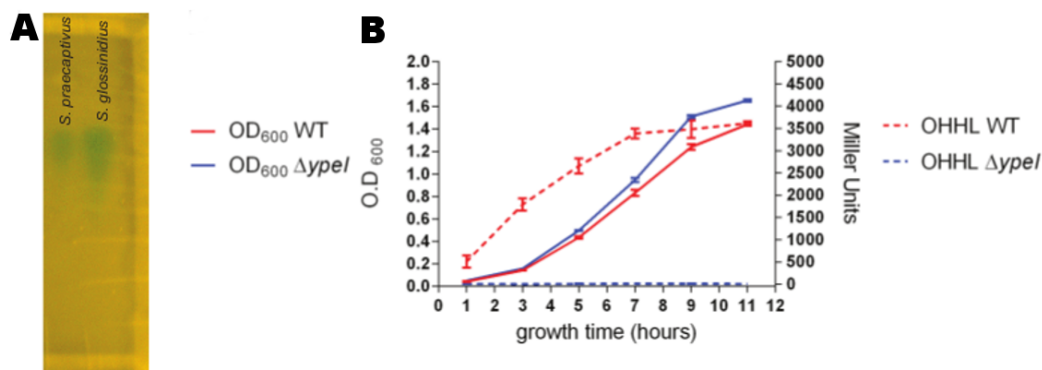 A
S. praecaptivus
S. glossinidius
OD600 WT
OD600 ΔypeI
B
2.0
1.8
1.6
1.4
1.2
1.0
0.8
0.6
0.4
0.2
0.0
O.D 600
0 1 2 3 4 5 6 7 8 9 10 11 12
growth time (hours)
5000
4500
4000
3500
3000
2500
2000
1500
1000
500
0
Miller Units
OHHL WT
OHHL ΔypeI